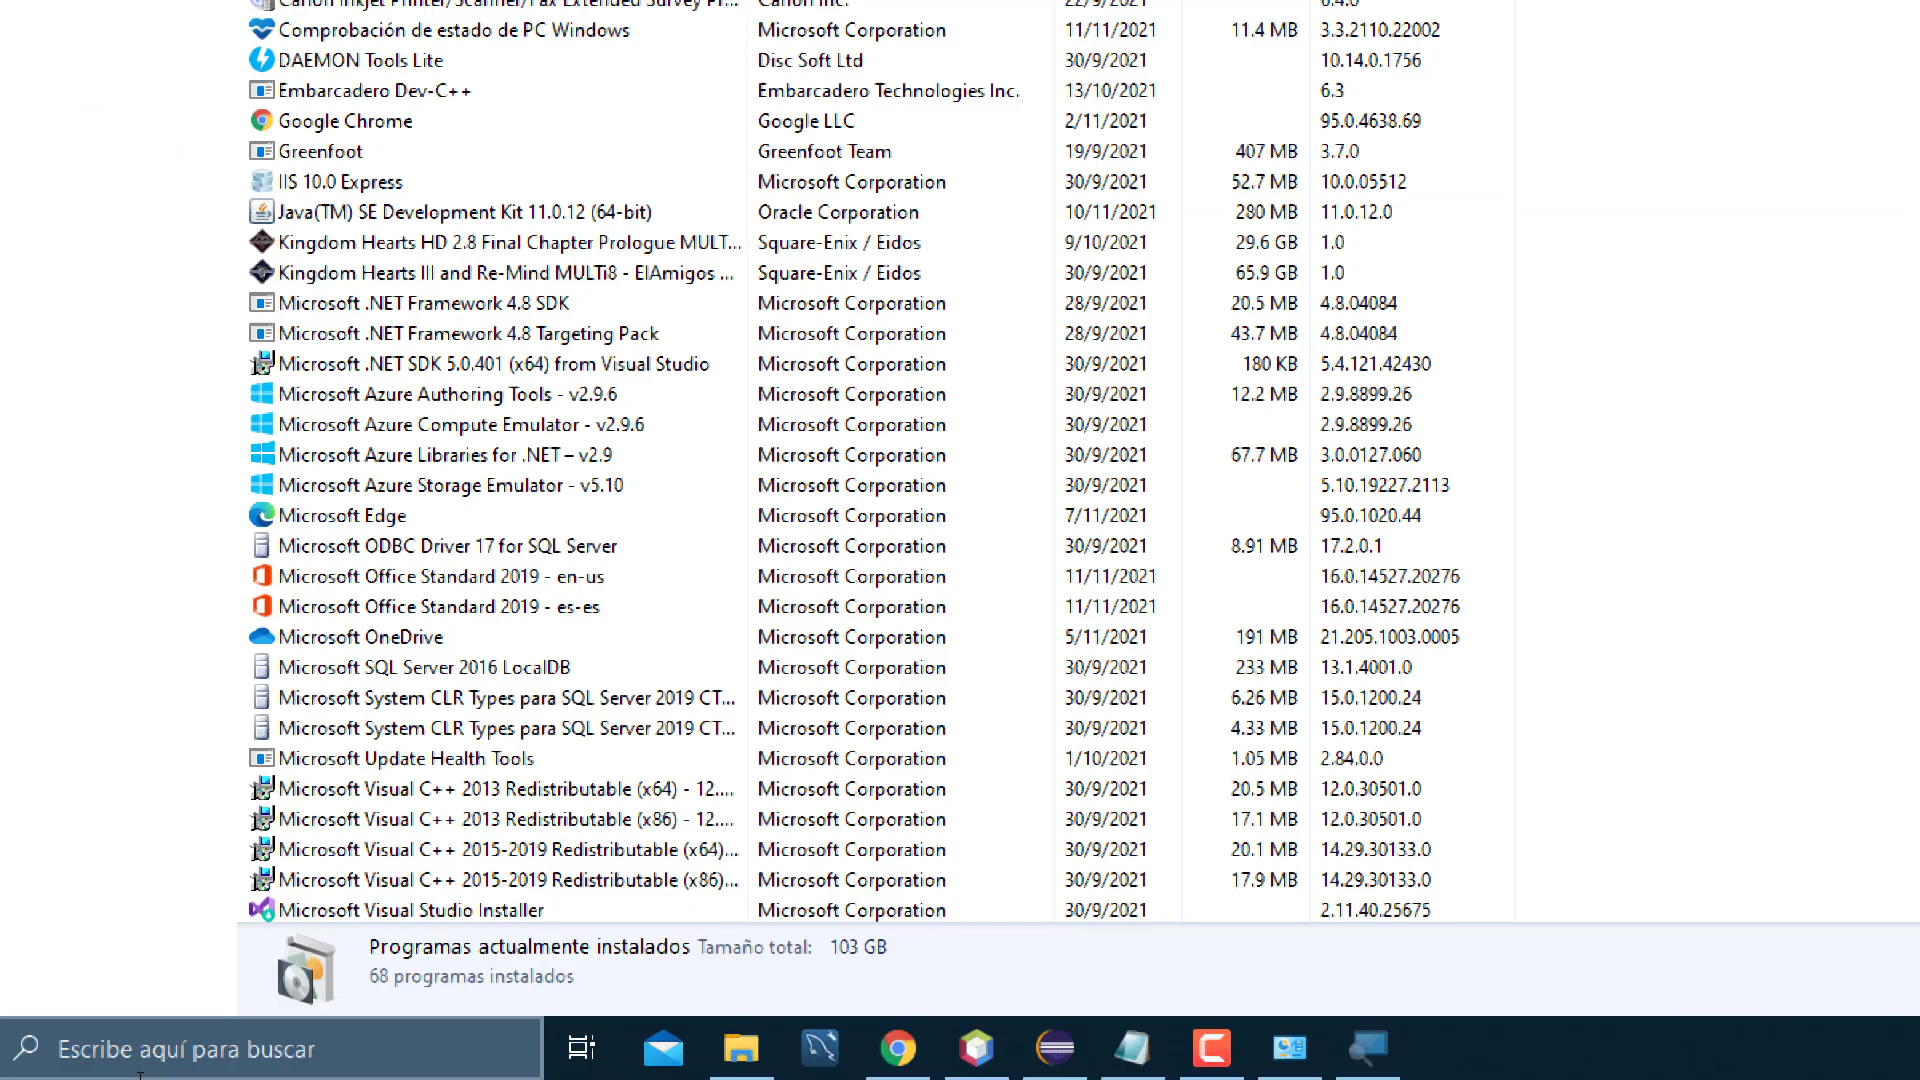 Canon Inkjet Printer/Scanner/Fax Extended Survey Pr... Canon Inc. 22/9/2021 6.4.0
Comprobación de estado de PC Windows Microsoft Corporation 11/11/2021 11.4 MB 3.3.2110.22002
DAEMON Tools Lite Disc Soft Ltd 30/9/2021 10.14.0.1756
Embarcadero Dev-C++ Embarcadero Technologies Inc. 13/10/2021 6.3
Google Chrome Google LLC 2/11/2021 95.0.4638.69
Greenfoot Greenfoot Team 19/9/2021 407 MB 3.7.0
IIS 10.0 Express Microsoft Corporation 30/9/2021 52.7 MB 10.0.05512
Java(TM) SE Development Kit 11.0.12 (64-bit) Oracle Corporation 10/11/2021 280 MB 11.0.12.0
Kingdom Hearts HD 2.8 Final Chapter Prologue MULT... Square-Enix / Eidos 9/10/2021 29.6 GB 1.0
Kingdom Hearts III and Re-Mind MULTi8 - ElAmigos ... Square-Enix / Eidos 30/9/2021 65.9 GB 1.0
Microsoft .NET Framework 4.8 SDK Microsoft Corporation 28/9/2021 20.5 MB 4.8.04084
Microsoft .NET Framework 4.8 Targeting Pack Microsoft Corporation 28/9/2021 43.7 MB 4.8.04084
Microsoft .NET SDK 5.0.401 (x64) from Visual Studio Microsoft Corporation 30/9/2021 180 KB 5.4.121.42430
Microsoft Azure Authoring Tools - v2.9.6 Microsoft Corporation 30/9/2021 12.2 MB 2.9.8899.26
Microsoft Azure Compute Emulator - v2.9.6 Microsoft Corporation 30/9/2021 2.9.8899.26
Microsoft Azure Libraries for .NET – v2.9 Microsoft Corporation 30/9/2021 67.7 MB 3.0.0127.060
Microsoft Azure Storage Emulator - v5.10 Microsoft Corporation 30/9/2021 5.10.19227.2113
Microsoft Edge Microsoft Corporation 7/11/2021 95.0.1020.44
Microsoft ODBC Driver 17 for SQL Server Microsoft Corporation 30/9/2021 8.91 MB 17.2.0.1
Microsoft Office Standard 2019 - en-us Microsoft Corporation 11/11/2021 16.0.14527.20276
Microsoft Office Standard 2019 - es-es Microsoft Corporation 11/11/2021 16.0.14527.20276
Microsoft OneDrive Microsoft Corporation 5/11/2021 191 MB 21.205.1003.0005
Microsoft SQL Server 2016 LocalDB Microsoft Corporation 30/9/2021 233 MB 13.1.4001.0
Microsoft System CLR Types para SQL Server 2019 CT... Microsoft Corporation 30/9/2021 6.26 MB 15.0.1200.24
Microsoft System CLR Types para SQL Server 2019 CT... Microsoft Corporation 30/9/2021 4.33 MB 15.0.1200.24
Microsoft Update Health Tools Microsoft Corporation 1/10/2021 1.05 MB 2.84.0.0
Microsoft Visual C++ 2013 Redistributable (x64) - 12.... Microsoft Corporation 30/9/2021 20.5 MB 12.0.30501.0
Microsoft Visual C++ 2013 Redistributable (x86) - 12.... Microsoft Corporation 30/9/2021 17.1 MB 12.0.30501.0
Microsoft Visual C++ 2015-2019 Redistributable (x64)... Microsoft Corporation 30/9/2021 20.1 MB 14.29.30133.0
Microsoft Visual C++ 2015-2019 Redistributable (x86)... Microsoft Corporation 30/9/2021 17.9 MB 14.29.30133.0
Microsoft Visual Studio Installer Microsoft Corporation 30/9/2021 2.11.40.25675
Programas actualmente instalados Tamaño total: 103 GB
68 programas instalados
Escribe aquí para buscar